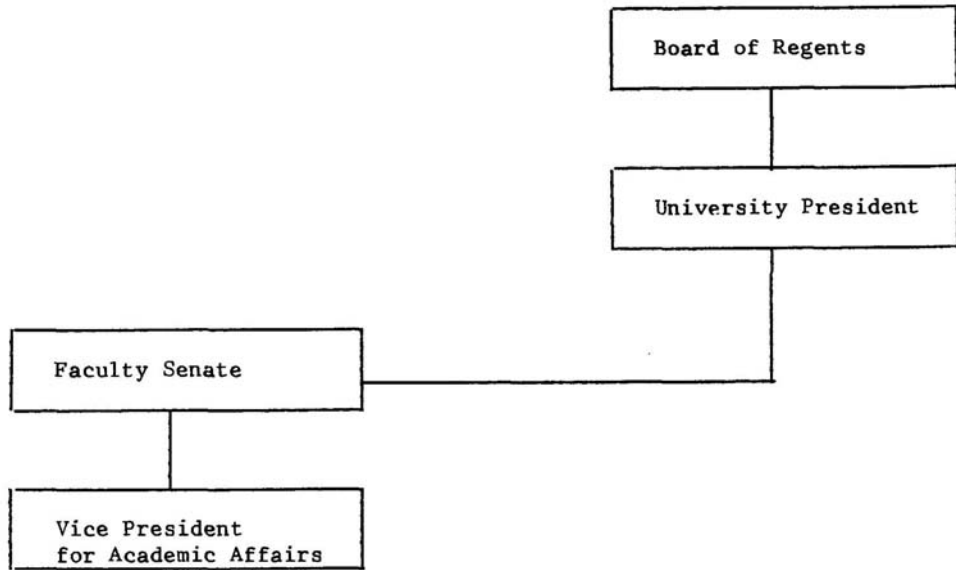 Board of Regents
University President
Faculty Senate
Vice President
for Academic Affairs